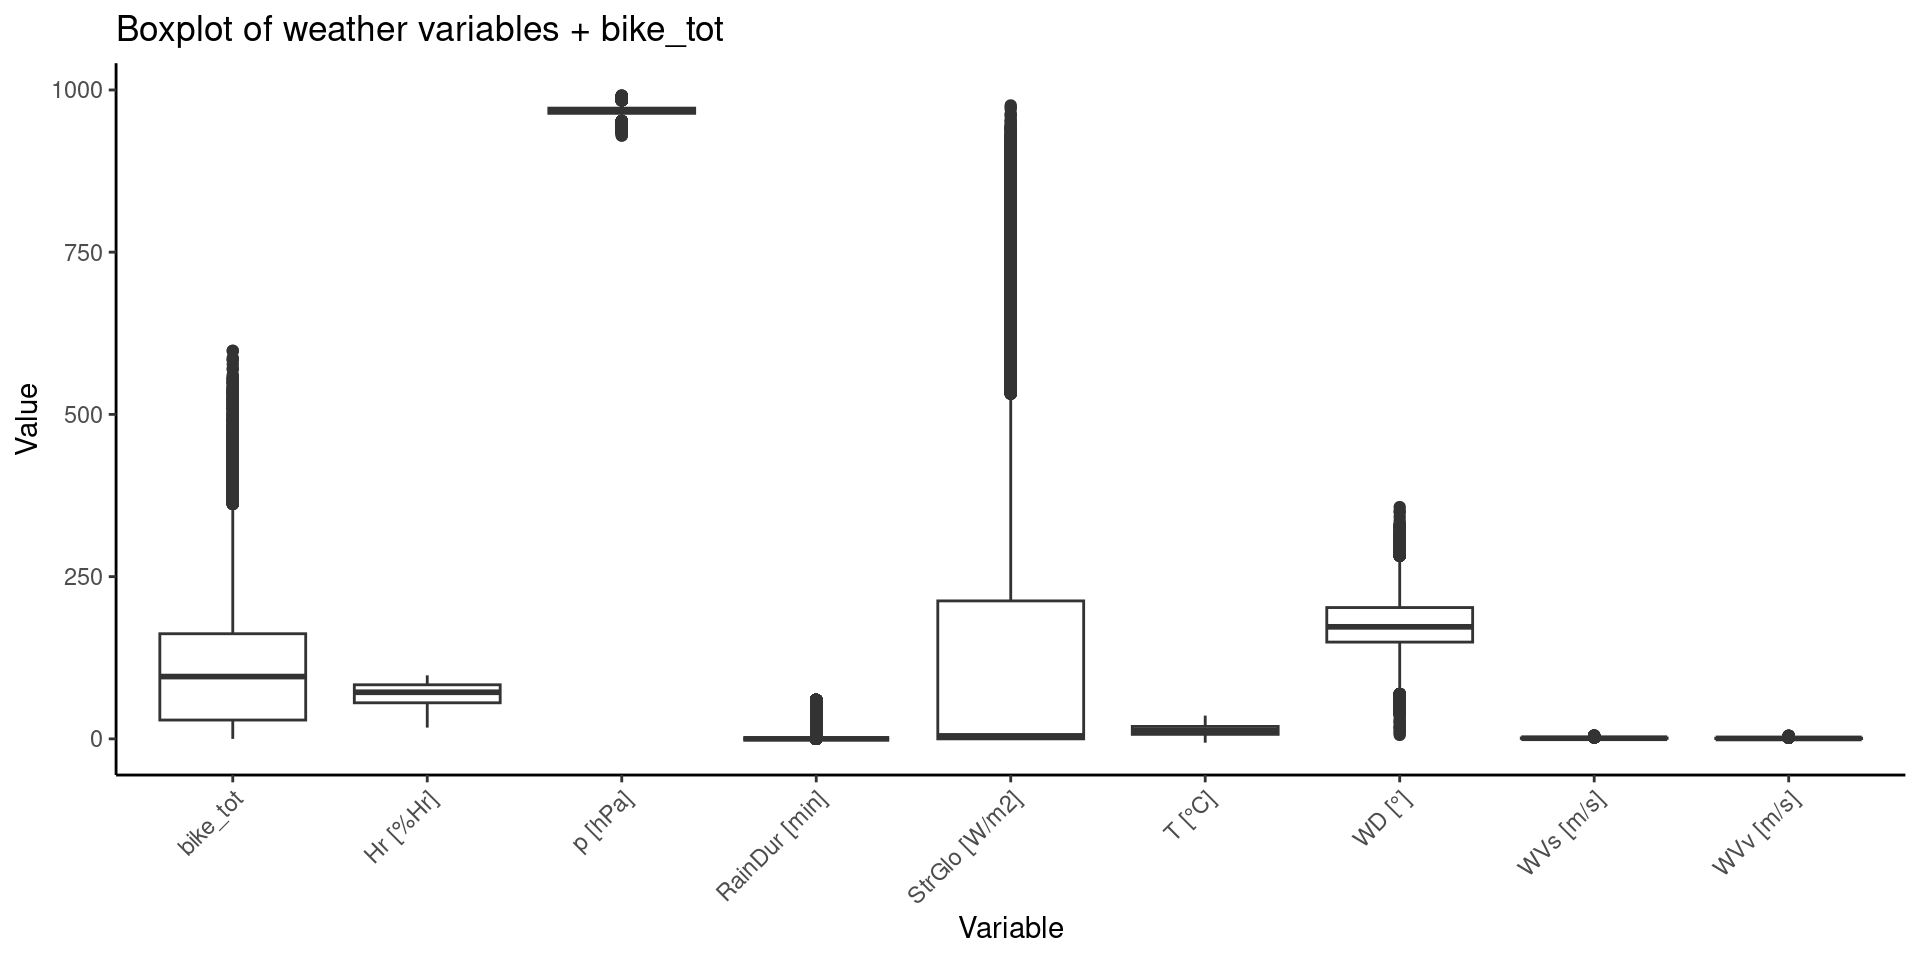 Boxplot of weather variables + bike_tot
1000
750
500
250
0
Value
bike_tot
Hr [%Hr]
p [hPa]
RainDur [min]
StrGlo [W/m2]
T [°C]
WD [°]
WVs [m/s]
WVv [m/s]
Variable